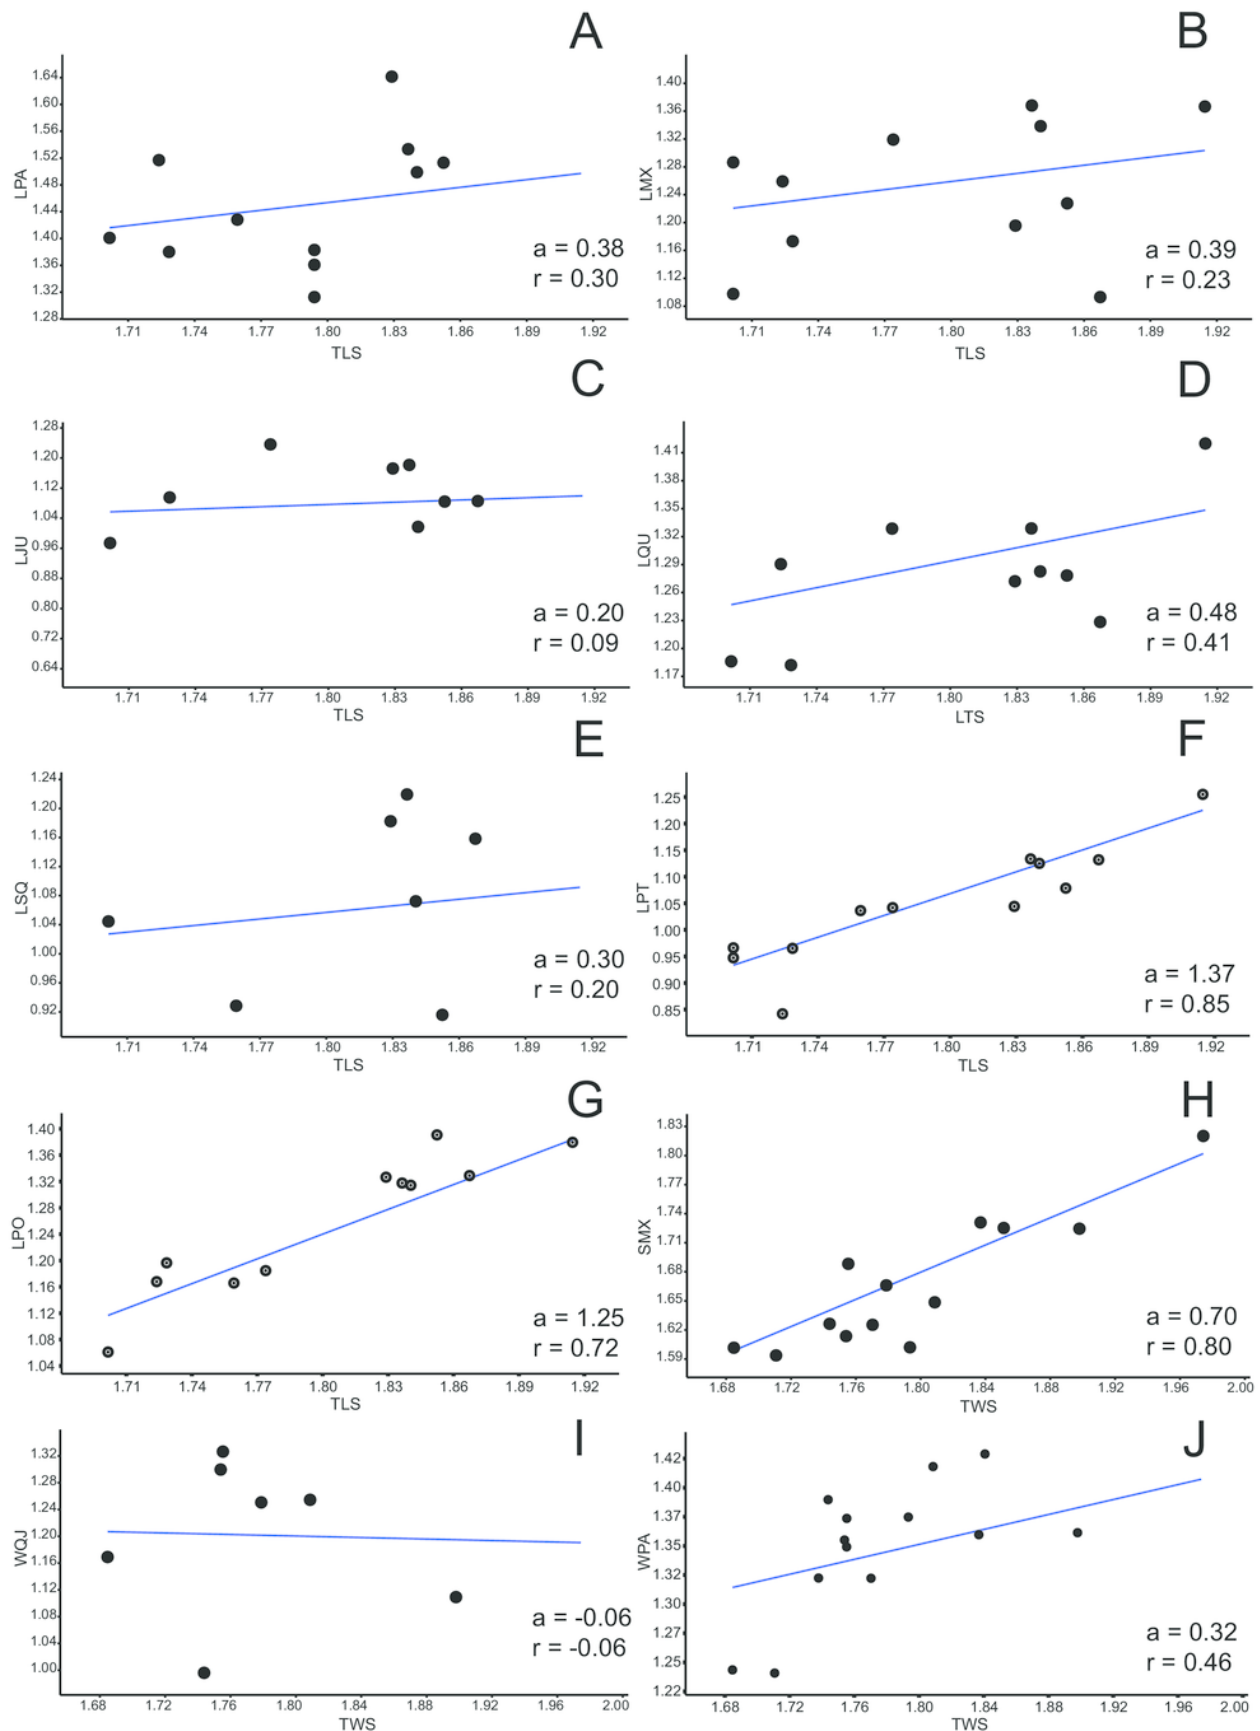 A
LPA
1.64
1.60
1.56
1.52
1.48
1.44
1.40
1.36
1.32
1.28
a = 0.38
r = 0.30
1.71 1.74 1.77 1.80 1.83 1.86 1.89 1.92
TLS
B
LMX
1.40
1.36
1.32
1.28
1.24
1.20
1.16
1.12
1.08
a = 0.39
r = 0.23
1.71 1.74 1.77 1.80 1.83 1.86 1.89 1.92
TLS
C
LJU
1.28
1.20
1.12
1.04
0.96
0.88
0.80
0.72
0.64
a = 0.20
r = 0.09
1.71 1.74 1.77 1.80 1.83 1.86 1.89 1.92
TLS
D
LQU
1.41
1.38
1.35
1.32
1.29
1.26
1.23
1.20
1.17
a = 0.48
r = 0.41
1.71 1.74 1.77 1.80 1.83 1.86 1.89 1.92
LTS
E
LSQ
1.24
1.20
1.16
1.12
1.08
1.04
1.00
0.96
0.92
a = 0.30
r = 0.20
1.71 1.74 1.77 1.80 1.83 1.86 1.89 1.92
TLS
F
LPT
1.25
1.20
1.15
1.10
1.05
1.00
0.95
0.90
0.85
a = 1.37
r = 0.85
1.71 1.74 1.77 1.80 1.83 1.86 1.89 1.92
TLS
G
LPO
1.40
1.36
1.32
1.28
1.24
1.20
1.16
1.12
1.08
1.04
a = 1.25
r = 0.72
1.71 1.74 1.77 1.80 1.83 1.86 1.89 1.92
TLS
H
SMX
1.83
1.80
1.77
1.74
1.71
1.68
1.65
1.62
1.59
a = 0.70
r = 0.80
1.68 1.72 1.76 1.80 1.84 1.88 1.92 1.96 2.00
TWS
I
WQJ
1.32
1.28
1.24
1.20
1.16
1.12
1.08
1.04
1.00
a = -0.06
r = -0.06
1.68 1.72 1.76 1.80 1.84 1.88 1.92 1.96 2.00
TWS
J
WPA
1.42
1.40
1.37
1.35
1.32
1.30
1.27
1.25
1.22
a = 0.32
r = 0.46
1.68 1.72 1.76 1.80 1.84 1.88 1.92 1.96 2.00
TWS